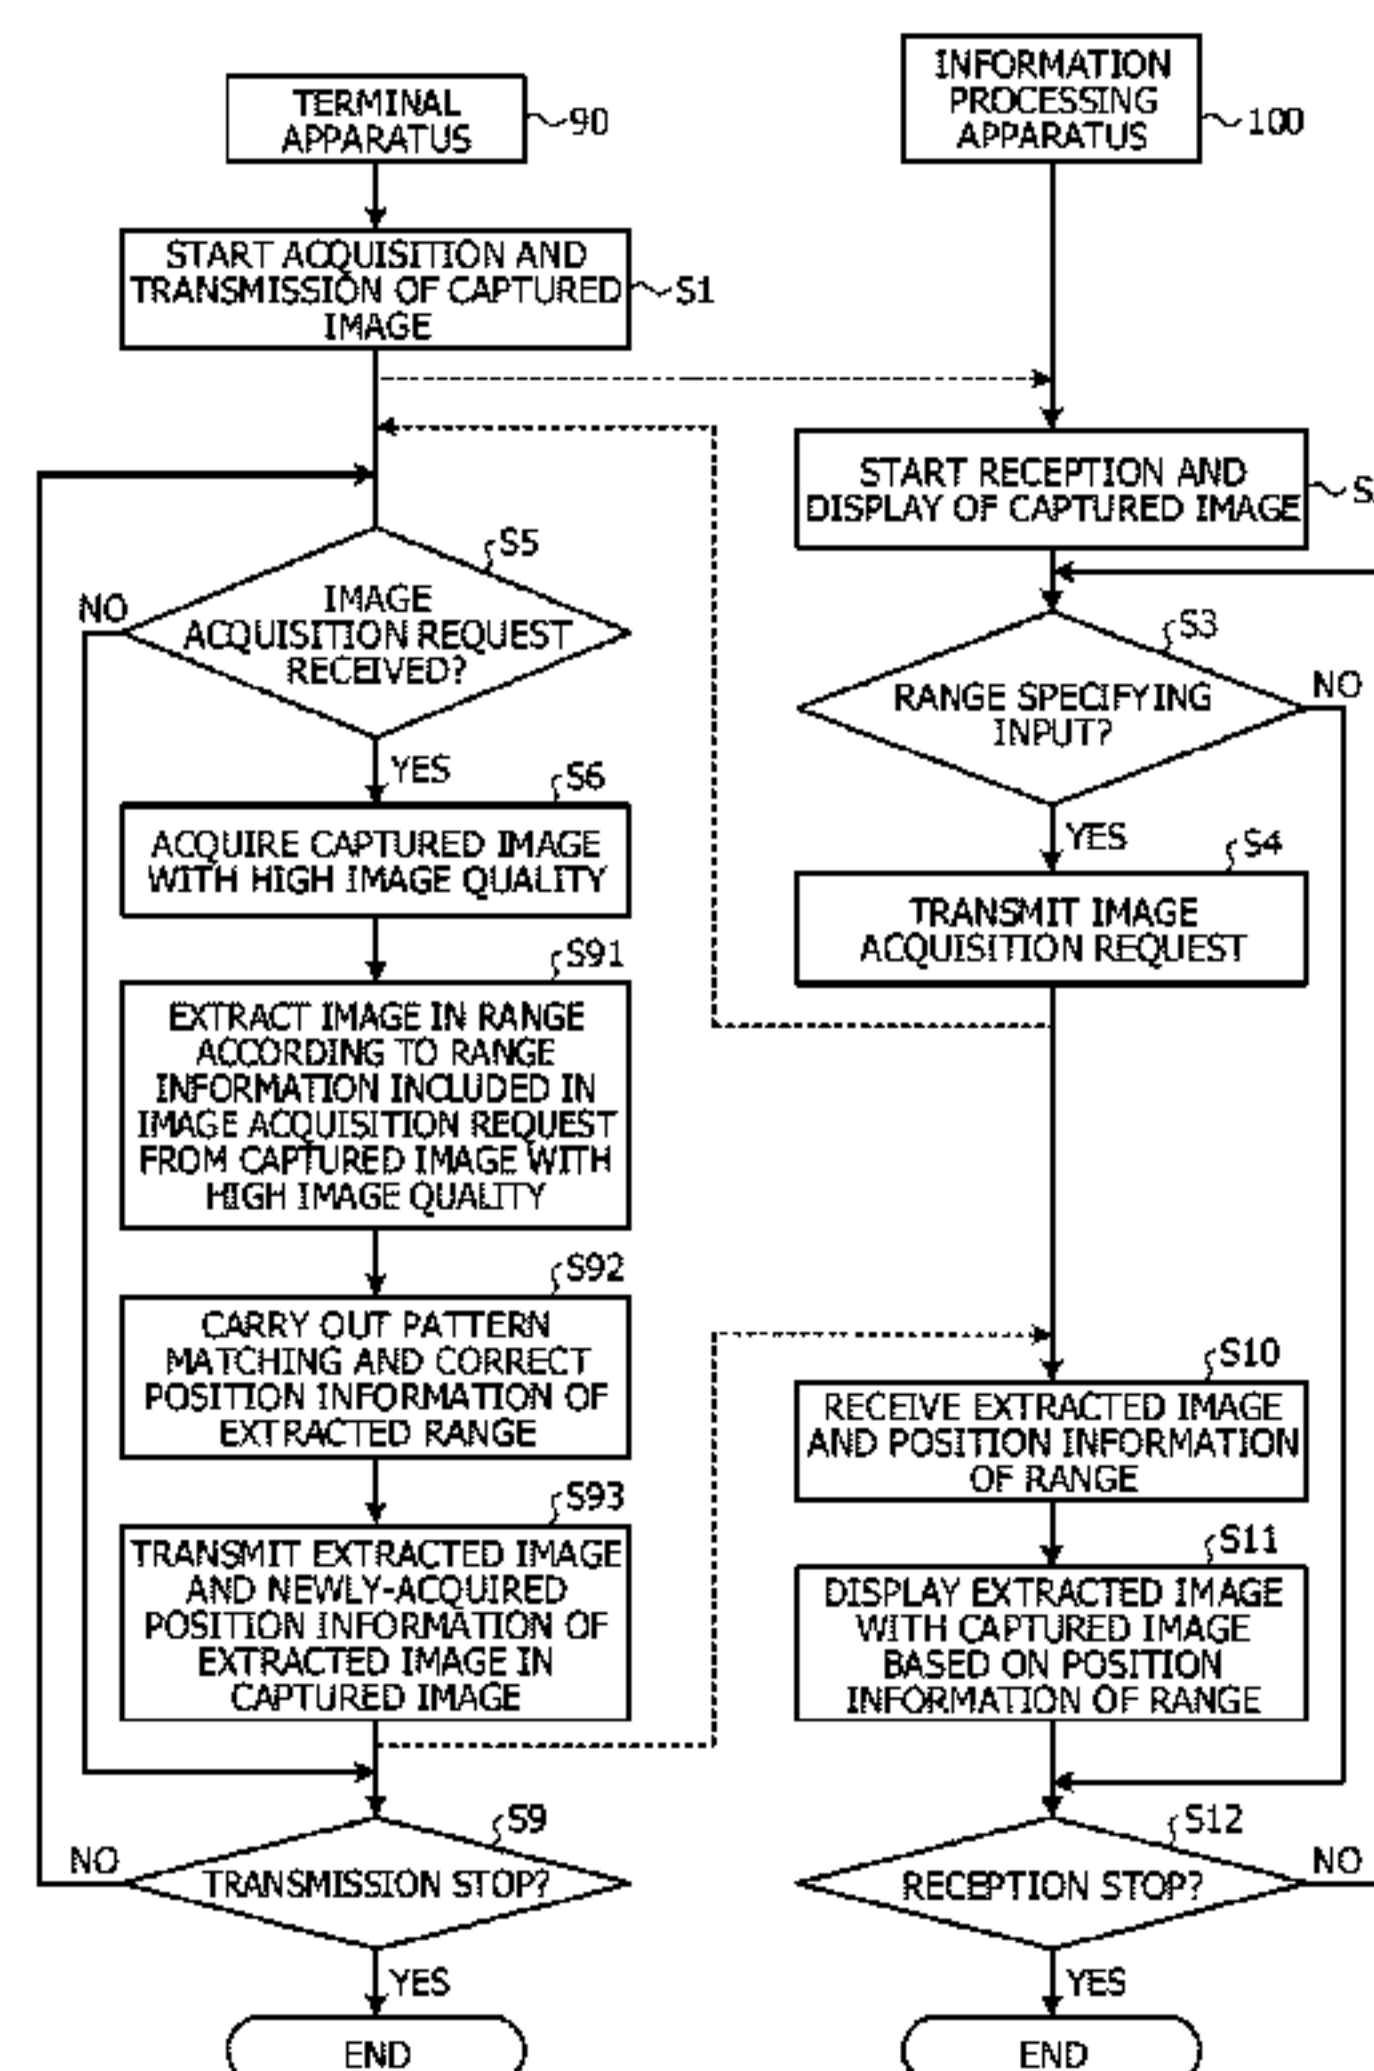 TERMINAL
APPARATUS
90
START ACQUISITION AND
TRANSMISSION OF CAPTURED
IMAGE
S1
S5
IMAGE
ACQUISITION REQUEST
RECEIVED?
NO
YES
S6
ACQUIRE CAPTURED IMAGE
WITH HIGH IMAGE QUALITY
S91
EXTRACT IMAGE IN RANGE
ACCORDING TO RANGE
INFORMATION INCLUDED IN
IMAGE ACQUISITION REQUEST
FROM CAPTURED IMAGE WITH
HIGH IMAGE QUALITY
S92
CARRY OUT PATTERN
MATCHING AND CORRECT
POSITION INFORMATION OF
EXTRACTED RANGE
S93
TRANSMIT EXTRACTED IMAGE
AND NEWLY-ACQUIRED
POSITION INFORMATION OF
EXTRACTED IMAGE IN
CAPTURED IMAGE
S9
TRANSMISSION STOP?
NO
YES
END
INFORMATION
PROCESSING
APPARATUS
100
START RECEPTION AND
DISPLAY OF CAPTURED IMAGE
S3
RANGE SPECIFYING
INPUT?
NO
YES
S4
TRANSMIT IMAGE
ACQUISITION REQUEST
S10
RECEIVE EXTRACTED IMAGE
AND POSITION INFORMATION
OF RANGE
S11
DISPLAY EXTRACTED IMAGE
WITH CAPTURED IMAGE
BASED ON POSITION
INFORMATION OF RANGE
S12
RECEPTION STOP?
NO
YES
END